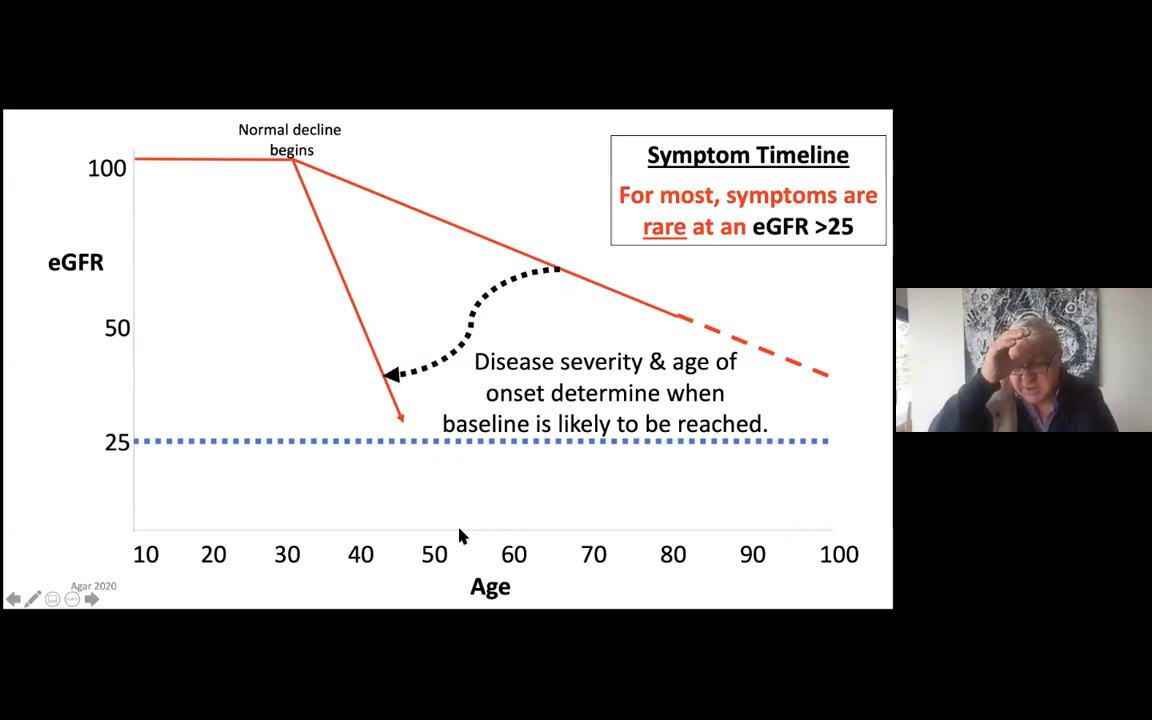 Normal decline
begins
Symptom Timeline
For most, symptoms are
rare at an eGFR >25
100
eGFR
50
25
Disease severity & age of
onset determine when
baseline is likely to be reached.
10 20 30 40 50 60 70 80 90 100
Age
Agar 2020